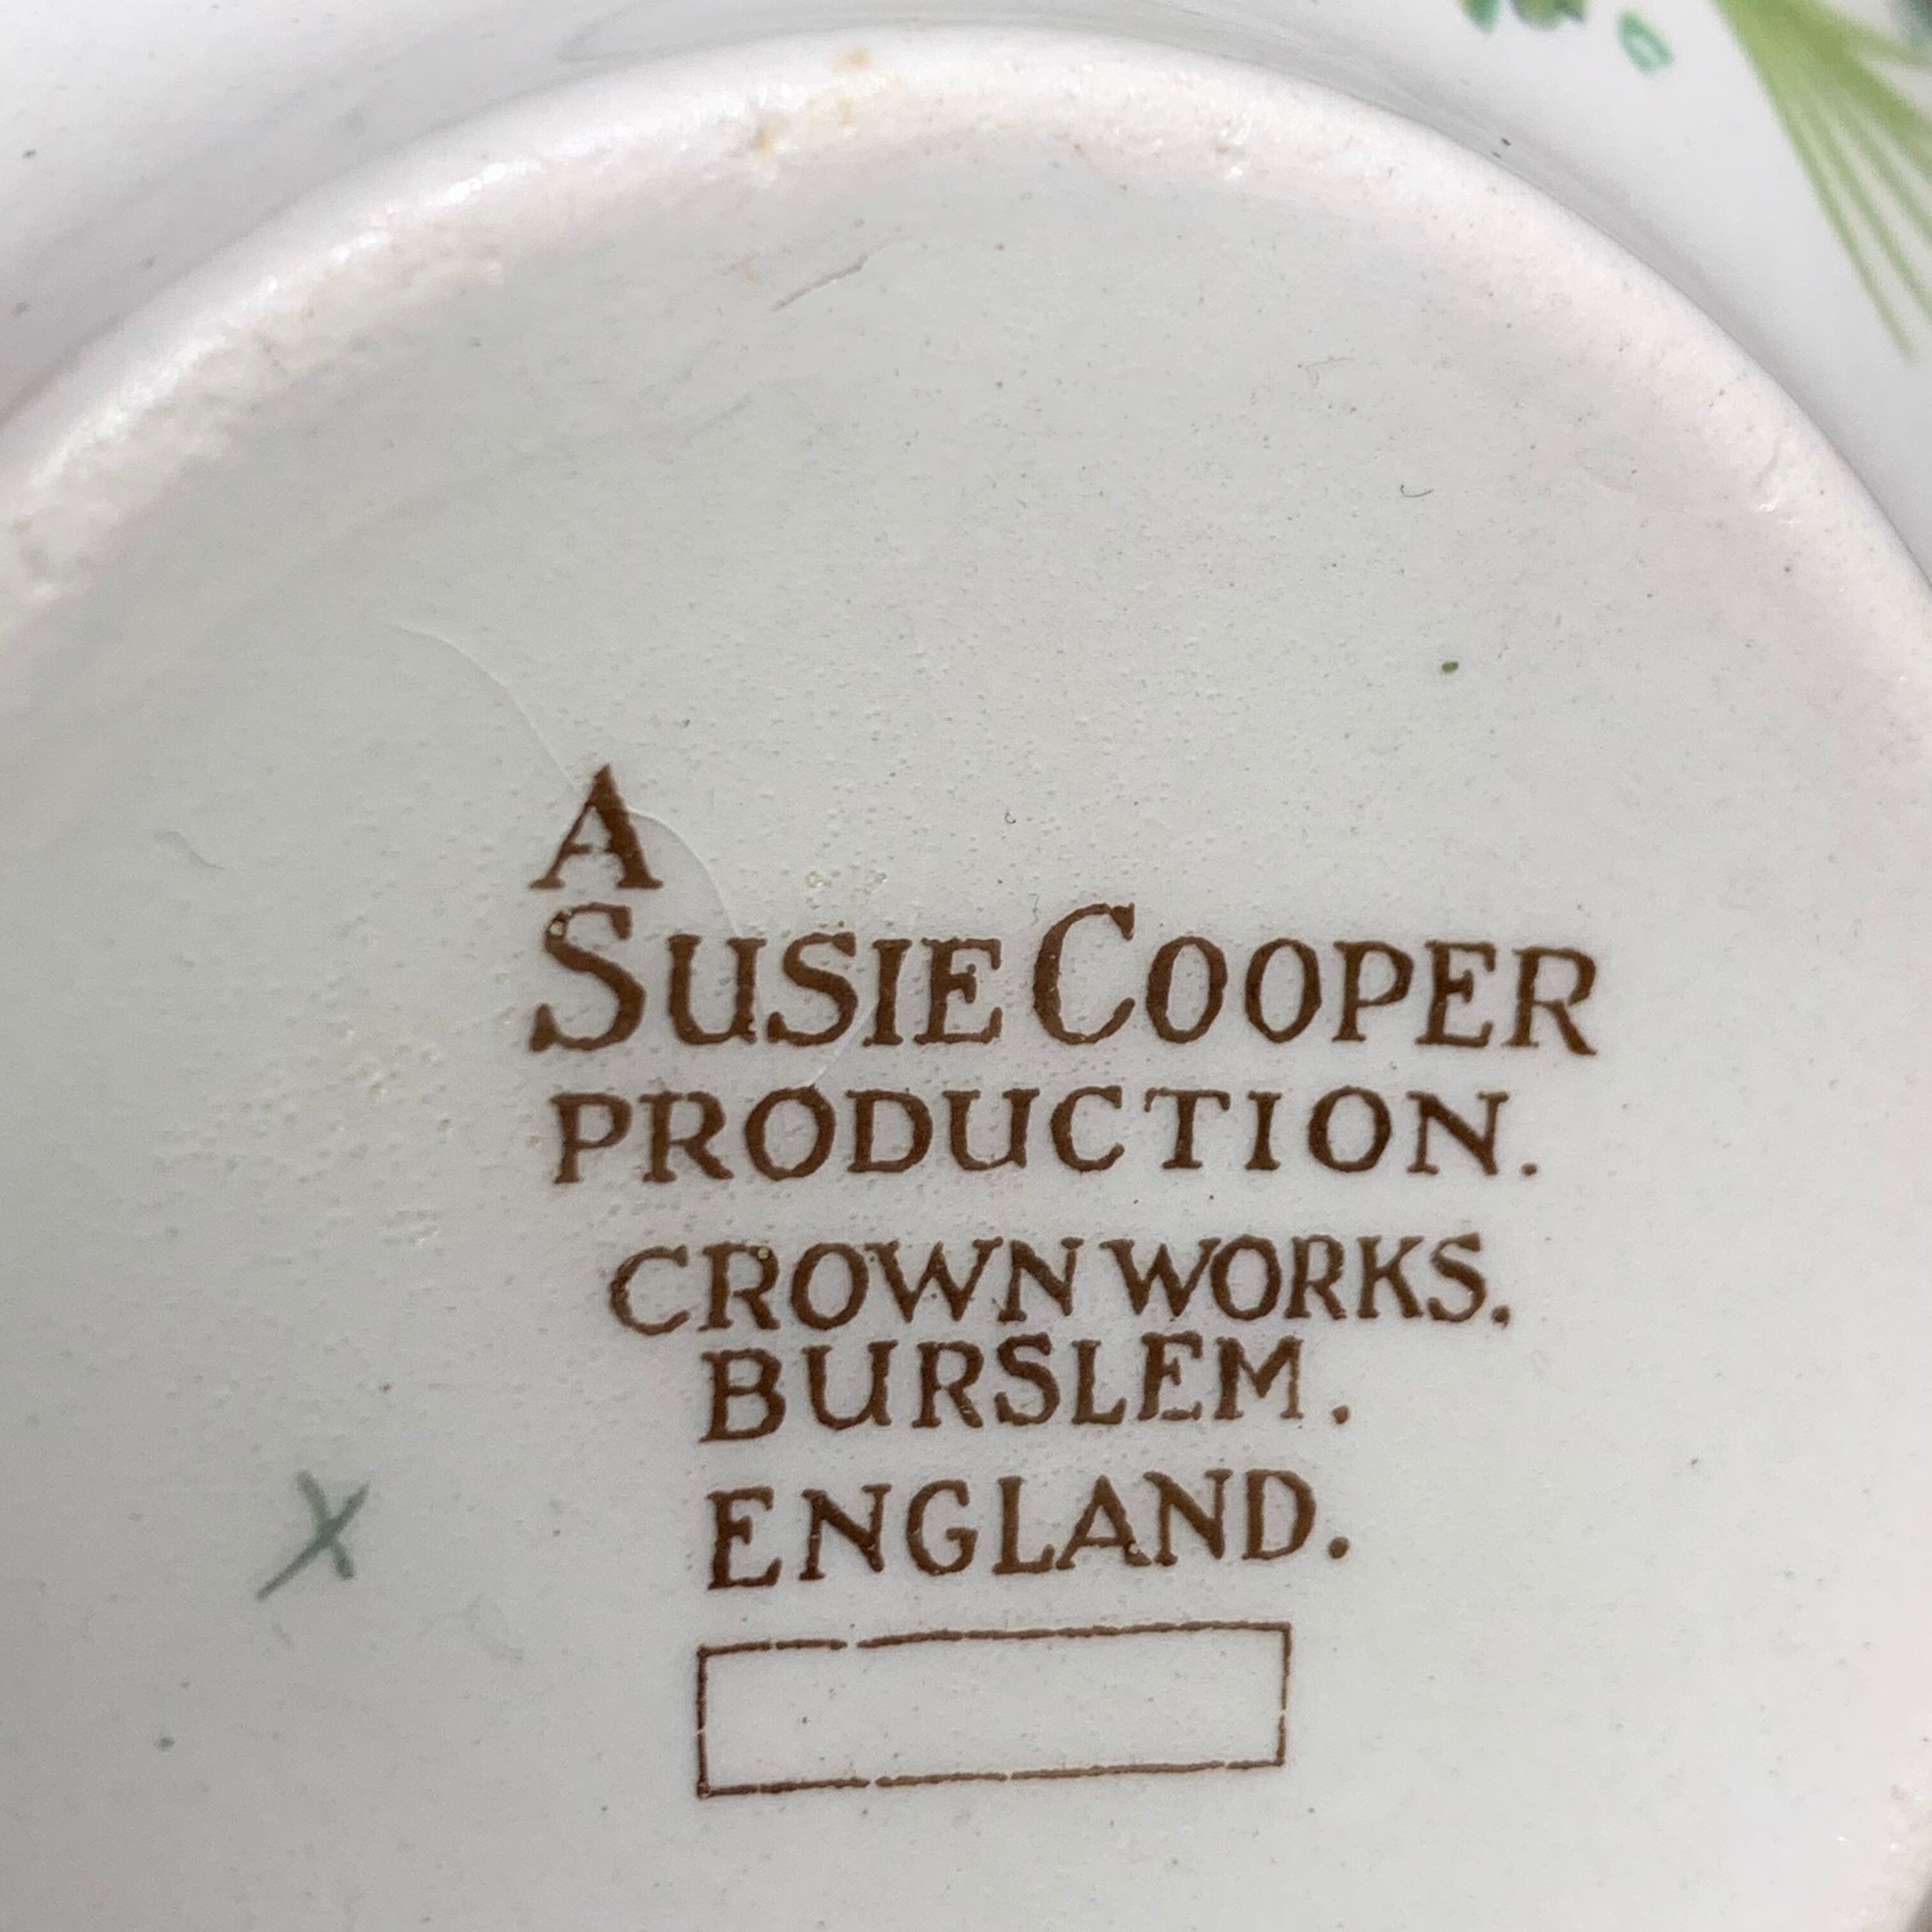 A
SUSIE COOPER
PRODUCTION.
CROWN WORKS.
BURSLEM.
ENGLAND.
X